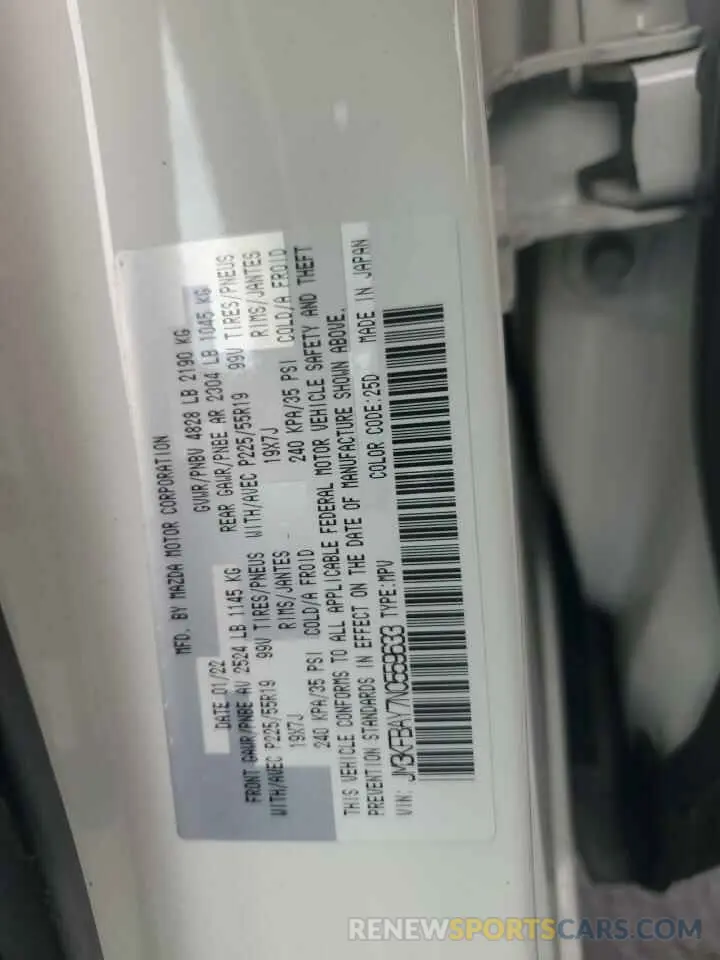 MFD. BY MAZDA MOTOR CORPORATION
DATE 01/22 GVWR/PNBV 4828 LB 2190 KG
FRONT GAWR/PNBE AV 2524 LB 1145 KG REAR GAWR/PNBE AR 2304 LB 1045 KG
WITH/AVEC P225/55R19 99V TIRES/PNEUS WITH/AVEC P225/55R19 99V TIRES/PNEUS
19X7J RIMS/JANTES 19X7J RIMS/JANTES
240 KPA/35 PSI COLD/A FROID 240 KPA/35 PSI COLD/A FROID
THIS VEHICLE CONFORMS TO ALL APPLICABLE FEDERAL MOTOR VEHICLE SAFETY AND THEFT
PREVENTION STANDARDS IN EFFECT ON THE DATE OF MANUFACTURE SHOWN ABOVE.
VIN: JM3KFBAY7N0559633 TYPE:MPV COLOR CODE:25D MADE IN JAPAN
RENEWSPORTSCARS.COM